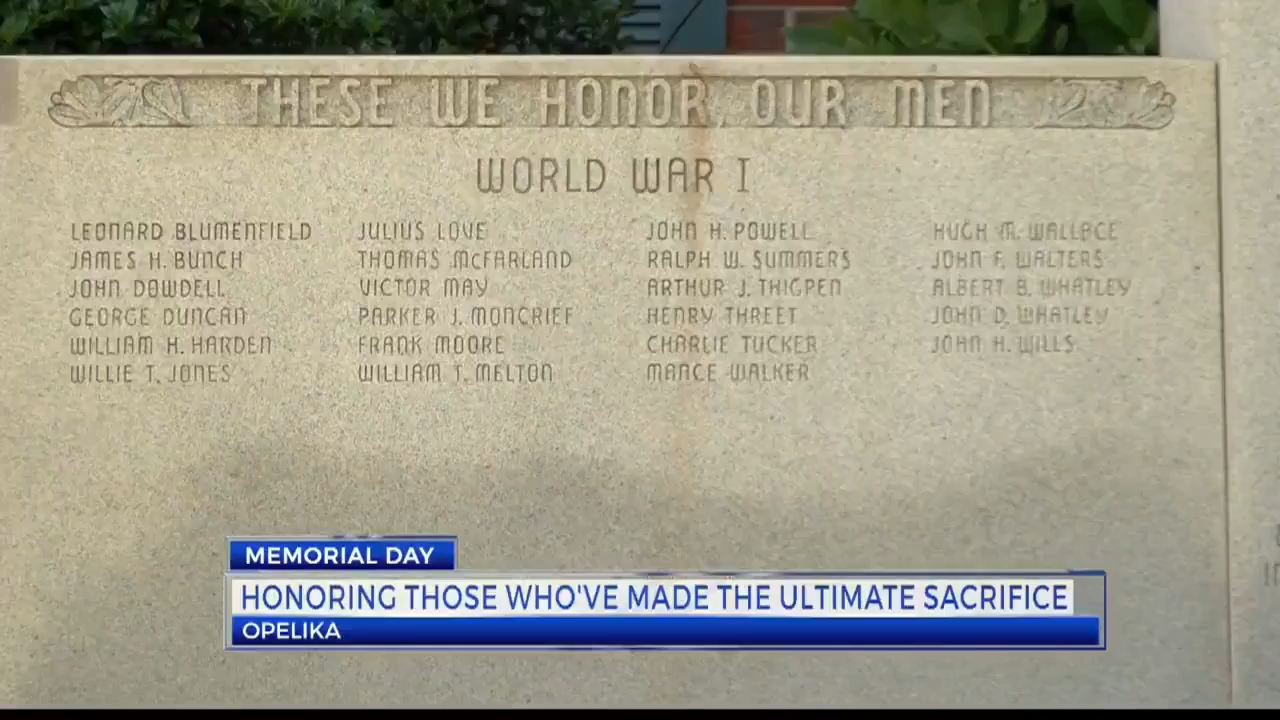 THESE WE HONOR, OUR MEN
WORLD WAR I
LEONARD BLUMENFIELD
JAMES H. BUNCH
JOHN DOWDELL
GEORGE DUNCAN
WILLIAM H. HARDEN
WILLIE T. JONES
JULIUS LOVE
THOMAS McFARLAND
VICTOR MAY
PARKER J. MONCRIEF
FRANK MOORE
WILLIAM T. MELTON
JOHN H. POWELL
RALPH W. SUMMERS
ARTHUR J. THIGPEN
HENRY THREET
CHARLIE TUCKER
MANCE WALKER
HUGH M. WALLACE
JOHN F. WALTERS
ALBERT B. WHATLEY
JOHN D. WHATLEY
JOHN H. WILLS
MEMORIAL DAY
HONORING THOSE WHO'VE MADE THE ULTIMATE SACRIFICE
OPELIKA